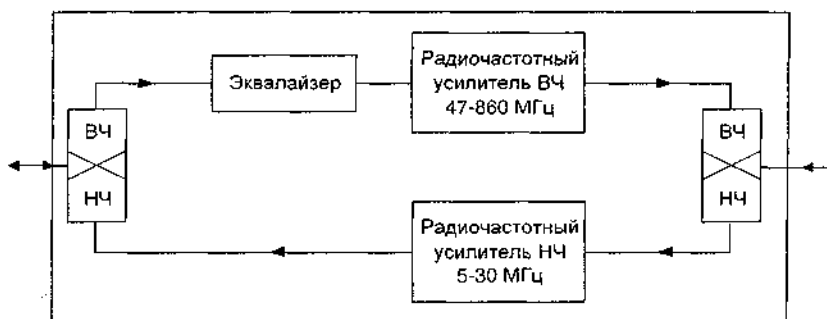 Эквалайзер
Радиочастотный
усилитель ВЧ
47-860 МГц
ВЧ
НЧ
ВЧ
НЧ
Радиочастотный
усилитель НЧ
5-30 МГц